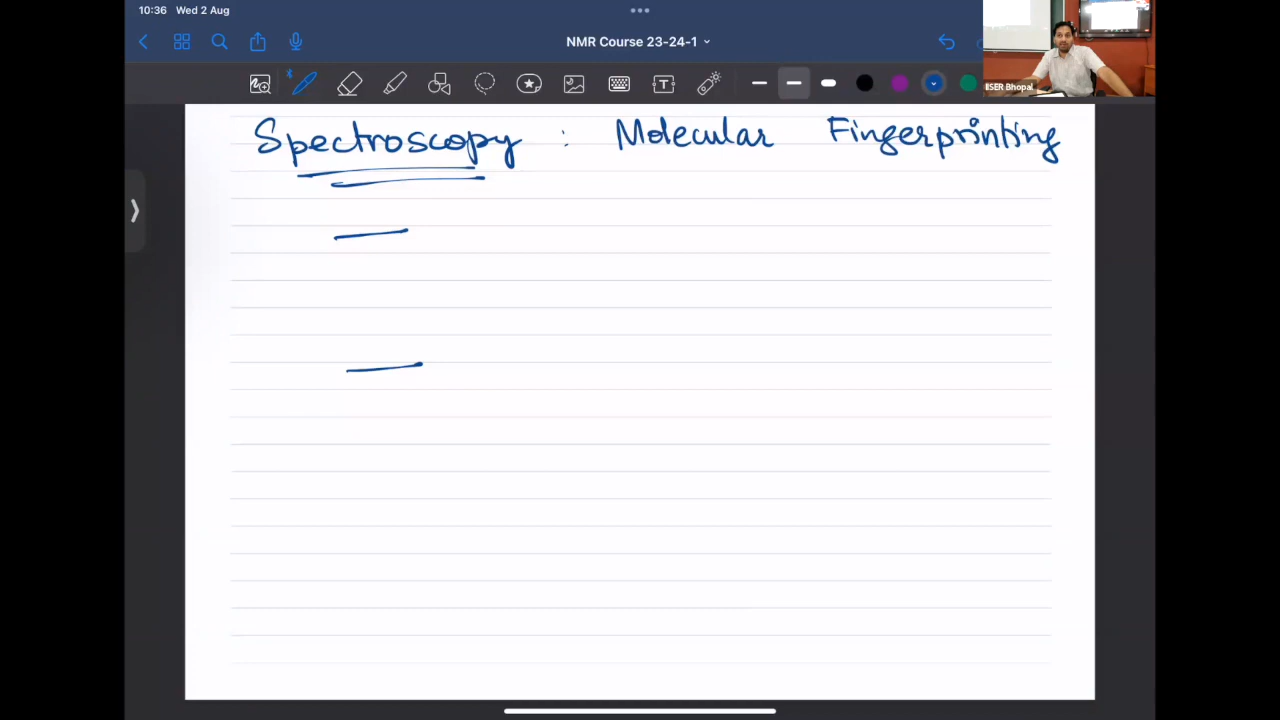 10:36 Wed 2 Aug
NMR Course 23-24-1
IISER Bhopal
Spectroscopy : Molecular Fingerprinting